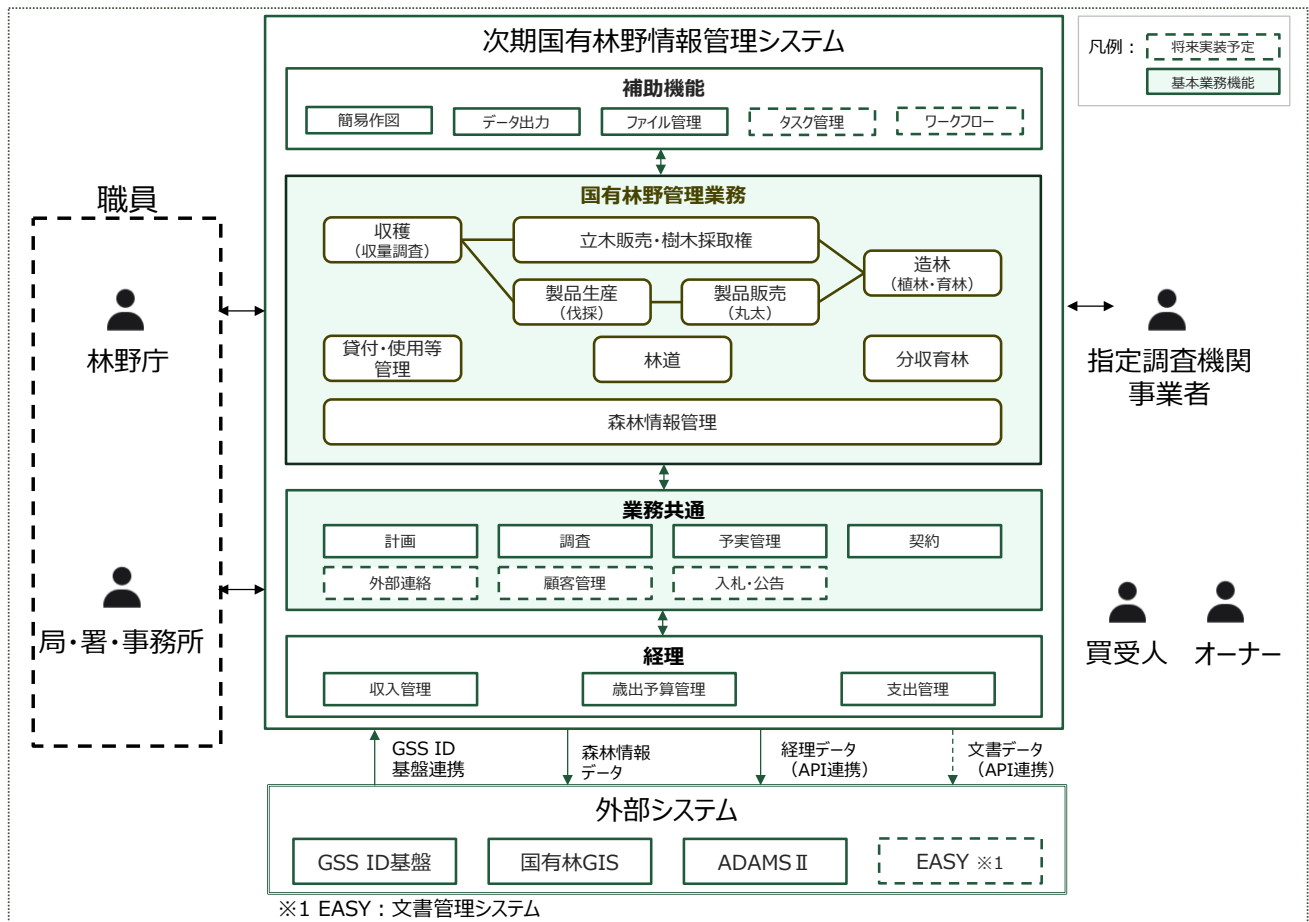 次期国有林野情報管理システム
凡例：
将来実装予定
基本業務機能
補助機能
簡易作図
データ出力
ファイル管理
タスク管理
ワークフロー
職員
林野庁
局・署・事務所
国有林野管理業務
収穫
（収量調査）
立木販売・樹木採取権
製品生産
（伐採）
製品販売
（丸太）
造林
（植林・育林）
貸付・使用等
管理
林道
分収育林
森林情報管理
指定調査機関
事業者
業務共通
計画
調査
予実管理
契約
外部連絡
顧客管理
入札・公告
買受人
オーナー
経理
収入管理
歳出予算管理
支出管理
GSS ID
基盤連携
森林情報
データ
経理データ
（API連携）
文書データ
（API連携）
外部システム
GSS ID基盤
国有林GIS
ADAMSⅡ
EASY ※1
※1 EASY：文書管理システム